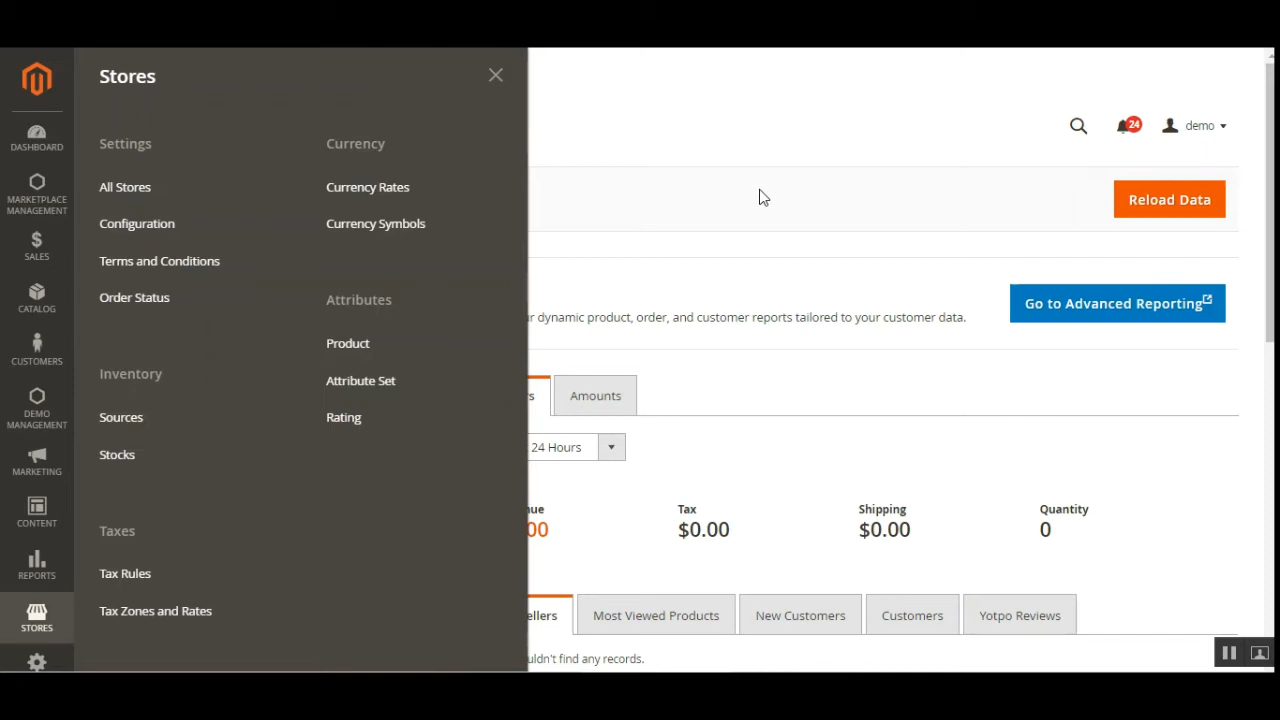 DASHBOARD
MARKETPLACE
MANAGEMENT
SALES
CATALOG
CUSTOMERS
DEMO
MANAGEMENT
MARKETING
CONTENT
REPORTS
STORES
Stores
Settings
All Stores
Configuration
Terms and Conditions
Order Status
Inventory
Sources
Stocks
Taxes
Tax Rules
Tax Zones and Rates
Currency
Currency Rates
Currency Symbols
Attributes
Product
Attribute Set
Rating
24
demo
Reload Data
Go to Advanced Reporting
ur dynamic product, order, and customer reports tailored to your customer data.
Amounts
24 Hours
nue Tax Shipping Quantity
00 $0.00 $0.00 0
ellers Most Viewed Products New Customers Customers Yotpo Reviews
uldn't find any records.